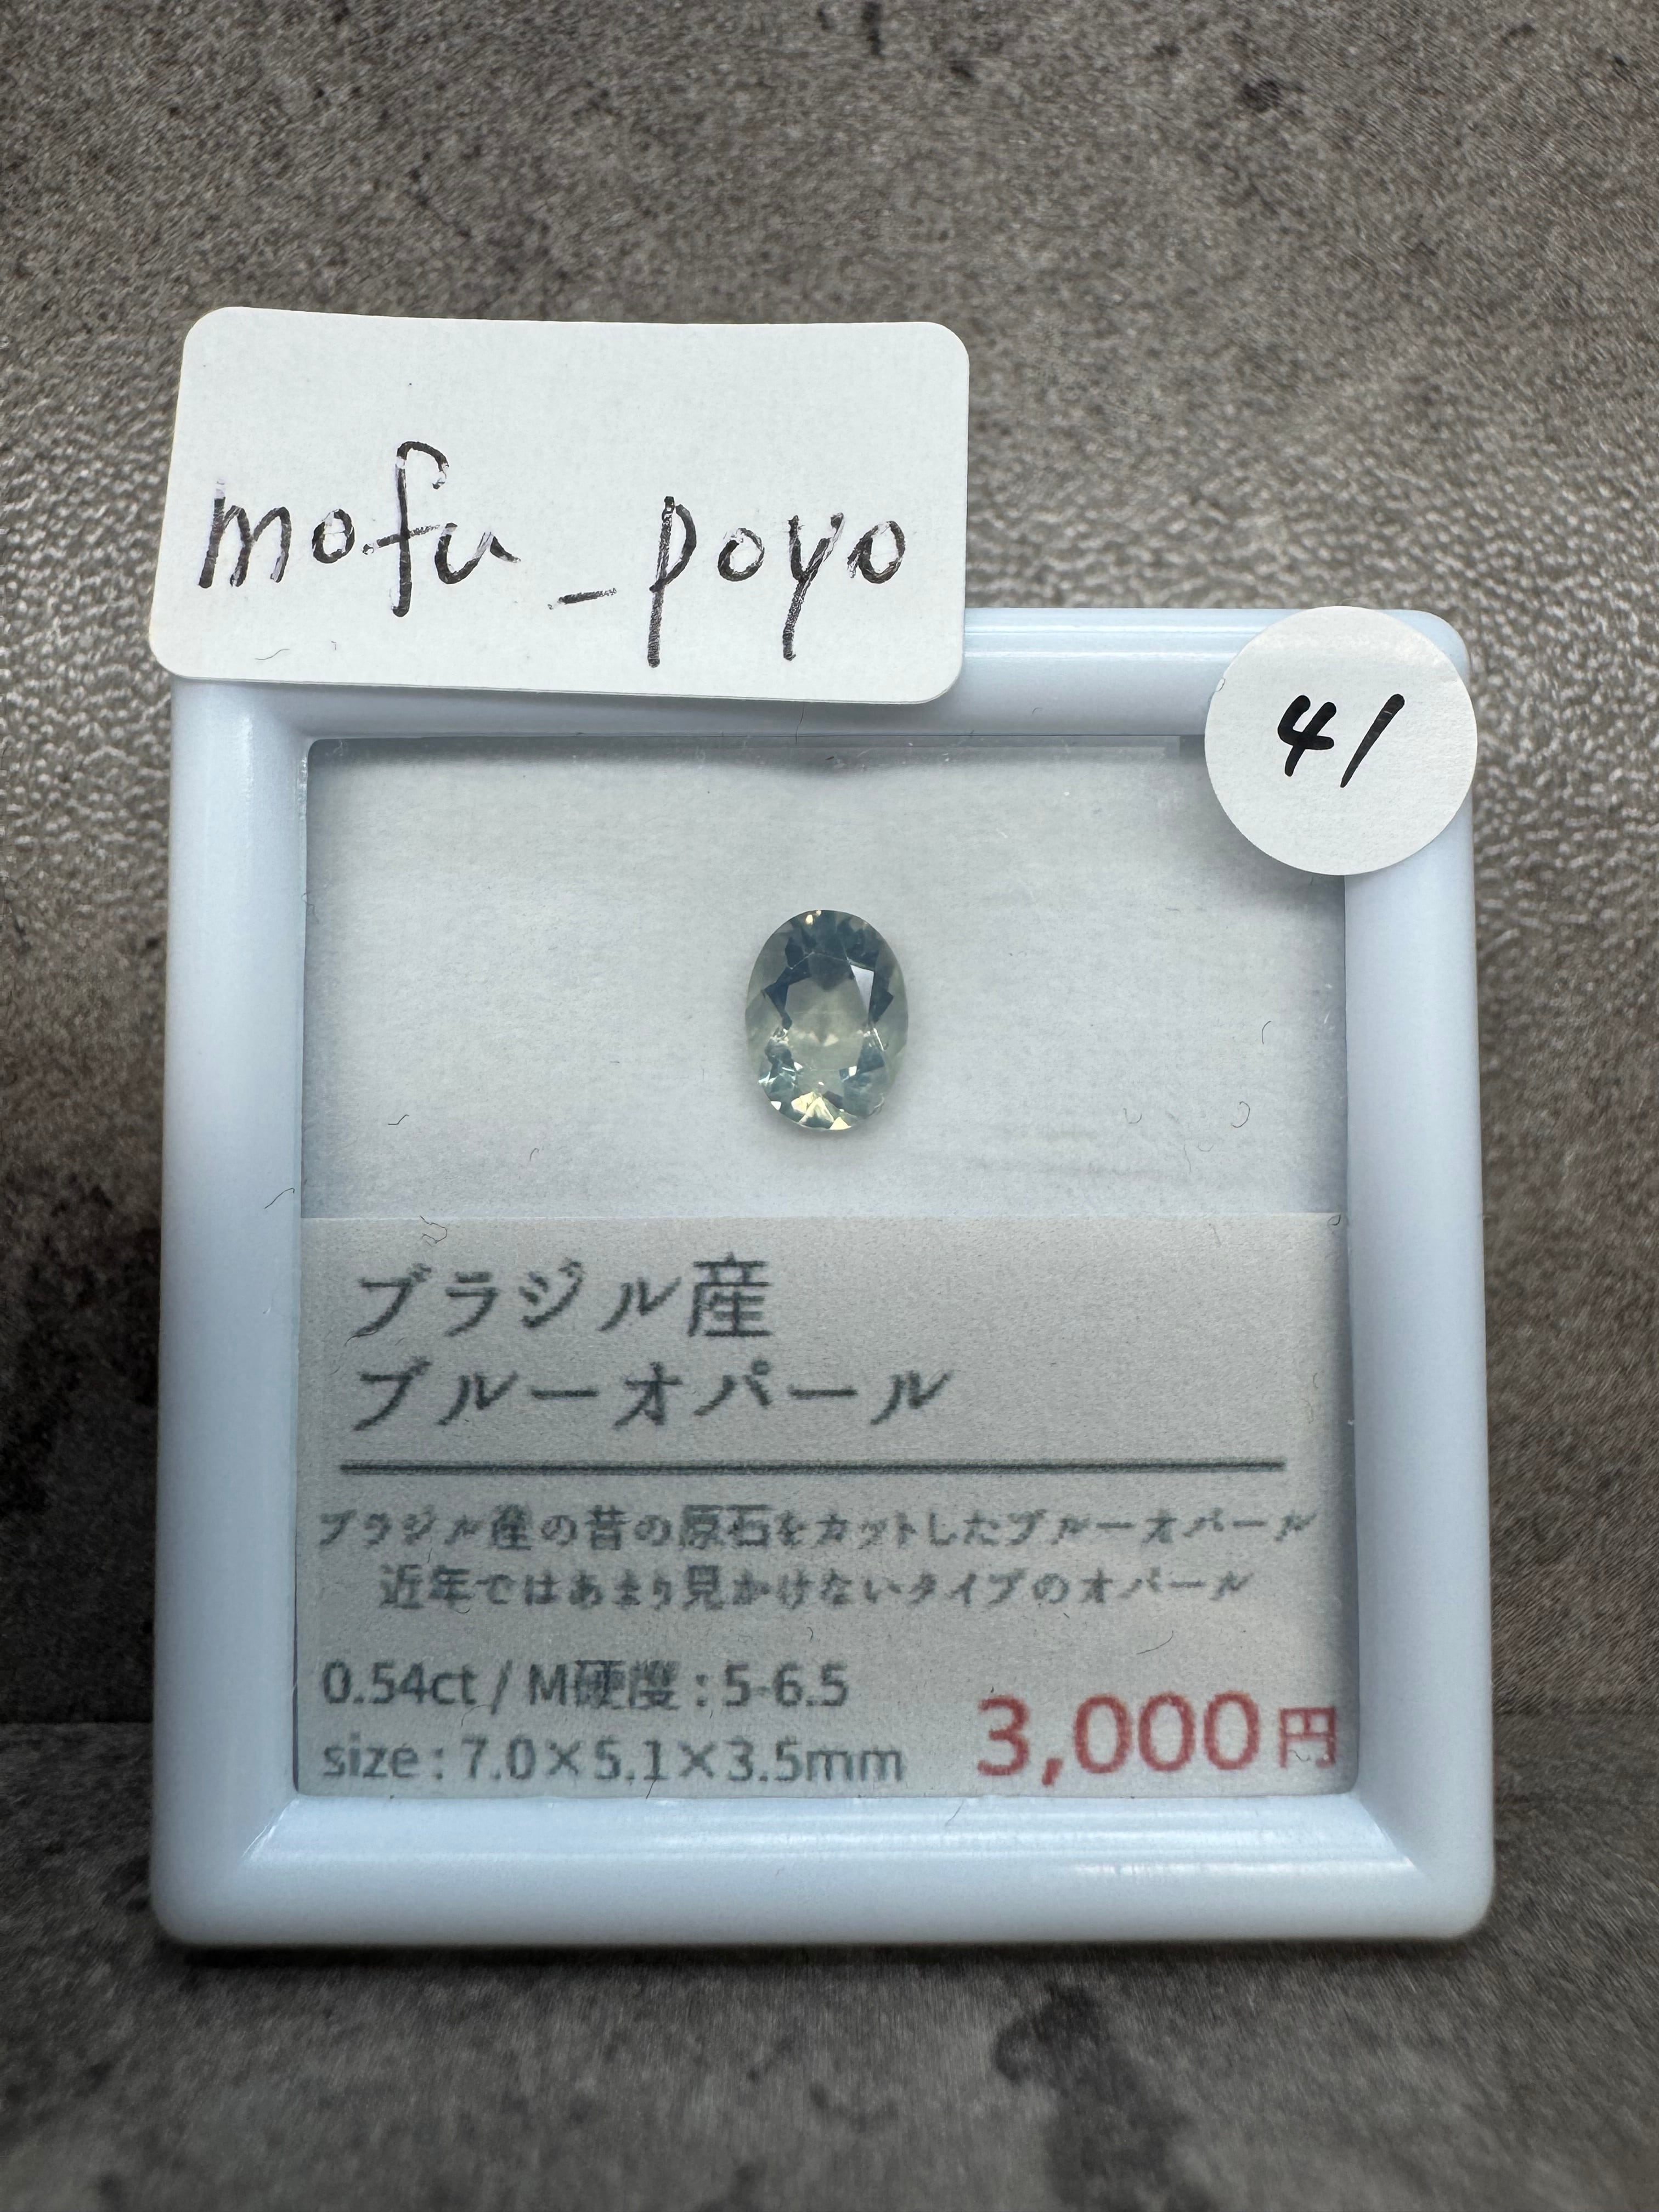 mofu_poyo
41
ブラジル産
ブルーオパール
ブラジル産の昔の原石をカットしたブルーオパール
近年ではあまり見かけないタイプのオパール
0.54ct / M硬度 : 5-6.5
size : 7.0×5.1×3.5mm
3,000円